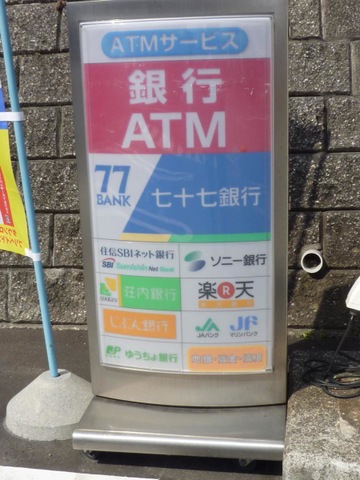 ATMサービス
銀行
ATM
77
BANK
七十七銀行
住信SBIネット銀行
SBI Sumishin Net Bank
ソニー銀行
荘内銀行
楽R天
じぶん銀行
JA JF
JAバンク マリンバンク
ゆうちょ銀行